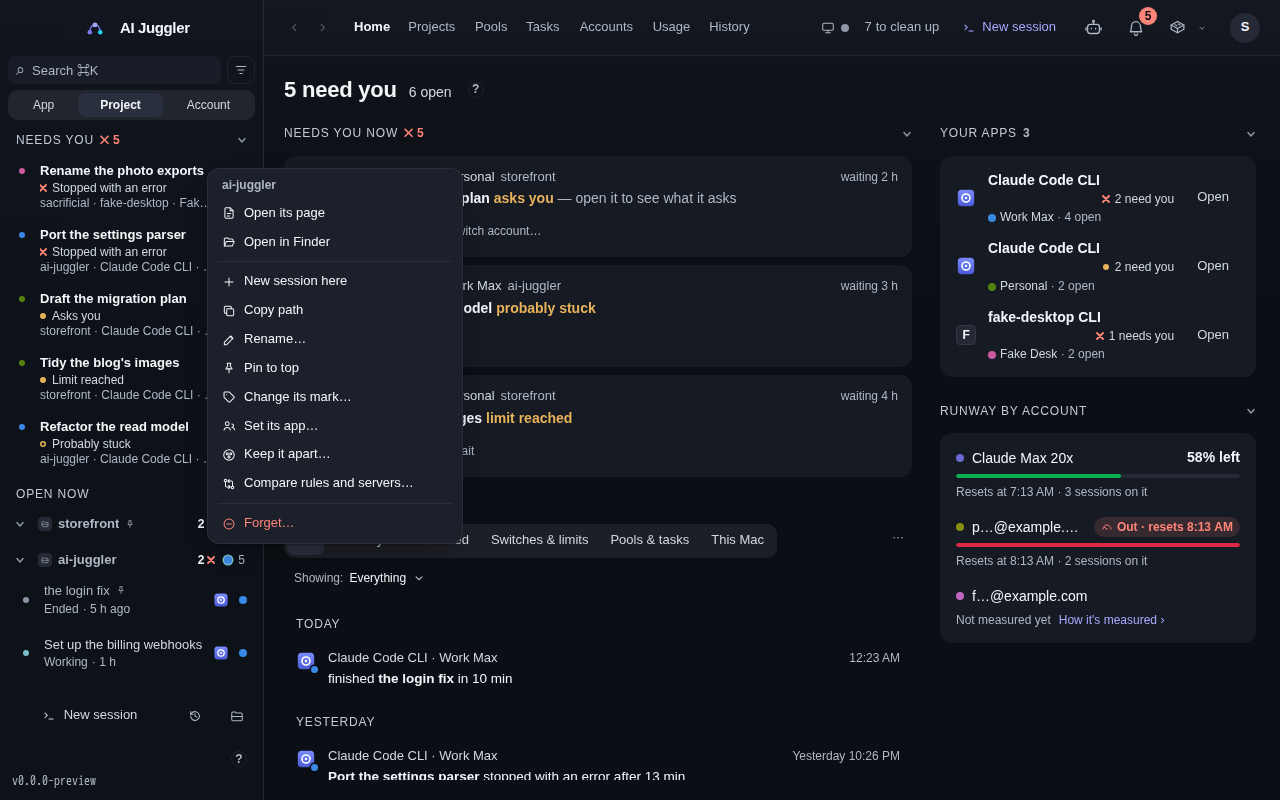 AI Juggler
Search ⌘K
App Project Account
NEEDS YOU 5
Rename the photo exports
Stopped with an error
sacrificial · fake-desktop · Fak…
Port the settings parser
Stopped with an error
ai-juggler · Claude Code CLI · .
Draft the migration plan
Asks you
storefront · Claude Code CLI · .
Tidy the blog's images
Limit reached
storefront · Claude Code CLI · .
Refactor the read model
Probably stuck
ai-juggler · Claude Code CLI · .
OPEN NOW
storefront 2
ai-juggler 2 5
the login fix
Ended · 5 h ago
Set up the billing webhooks
Working · 1 h
New session
?
v0.0.0-preview
Home Projects Pools Tasks Accounts Usage History
7 to clean up
New session
5
S
5 need you 6 open ?
NEEDS YOU NOW 5
storefront waiting 2 h
plan asks you — open it to see what it asks
account…
Max ai-juggler waiting 3 h
probably stuck
storefront waiting 4 h
limit reached
ai-juggler
Open its page
Open in Finder
New session here
Copy path
Rename…
Pin to top
Change its mark…
Set its app…
Keep it apart…
Compare rules and servers…
Forget…
Switches & limits Pools & tasks This Mac …
Showing: Everything
TODAY
Claude Code CLI · Work Max 12:23 AM
finished the login fix in 10 min
YESTERDAY
Claude Code CLI · Work Max Yesterday 10:26 PM
Port the settings parser stopped with an error after 13 min
YOUR APPS 3
Claude Code CLI
2 need you
Work Max · 4 open
Open
Claude Code CLI
2 need you
Personal · 2 open
Open
F
fake-desktop CLI
1 needs you
Fake Desk · 2 open
Open
RUNWAY BY ACCOUNT
Claude Max 20x 58% left
Resets at 7:13 AM · 3 sessions on it
p…@example.… Out · resets 8:13 AM
Resets at 8:13 AM · 2 sessions on it
f…@example.com
Not measured yet How it's measured ›